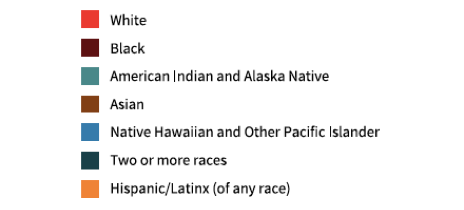 White
Black
American Indian and Alaska Native
Asian
Native Hawaiian and Other Pacific Islander
Two or more races
Hispanic/Latinx (of any race)